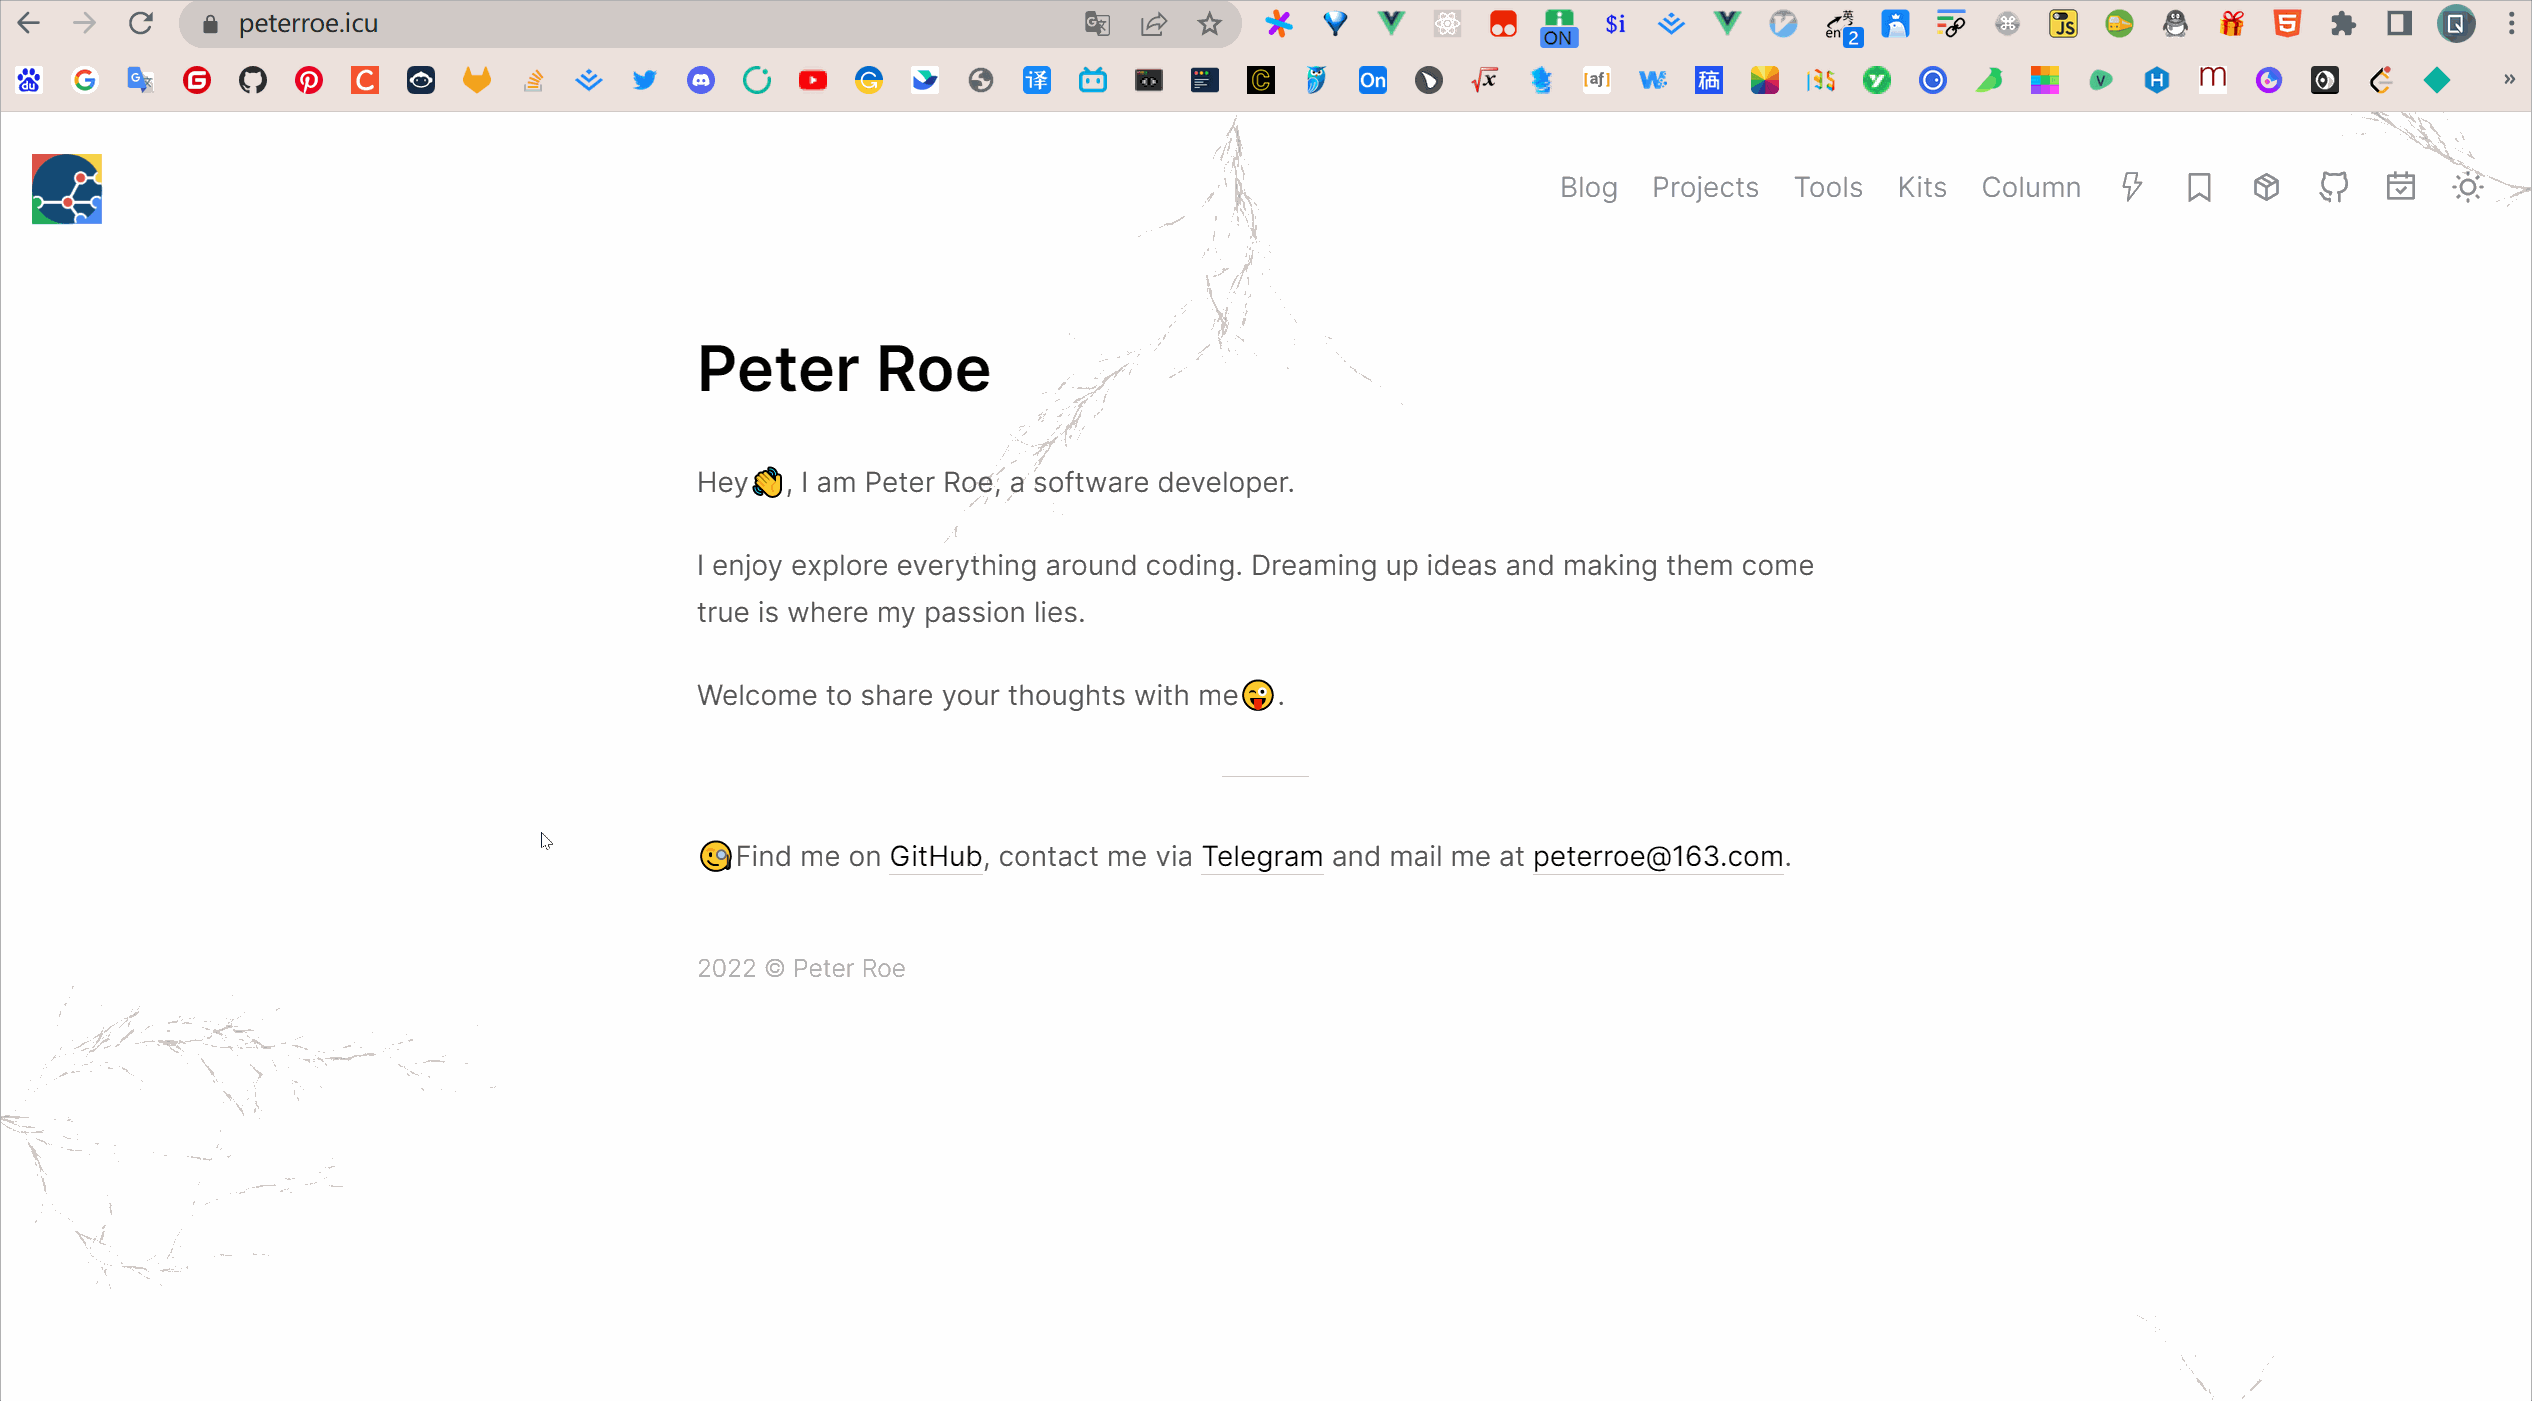 peterroe.icu
ON
$i
英
en
2
JS
译
On
[af]
稿
Blog Projects Tools Kits Column
Peter Roe
Hey👋, I am Peter Roe, a software developer.
I enjoy explore everything around coding. Dreaming up ideas and making them come
true is where my passion lies.
Welcome to share your thoughts with me😜.
🧐Find me on GitHub, contact me via Telegram and mail me at peterroe@163.com.
2022 © Peter Roe